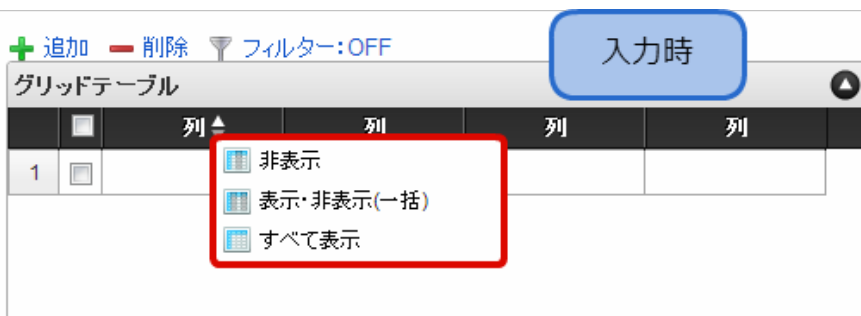 追加 削除 フィルター:OFF
入力時
グリッドテーブル
列 列 列 列
1
非表示
表示・非表示(一括)
すべて表示